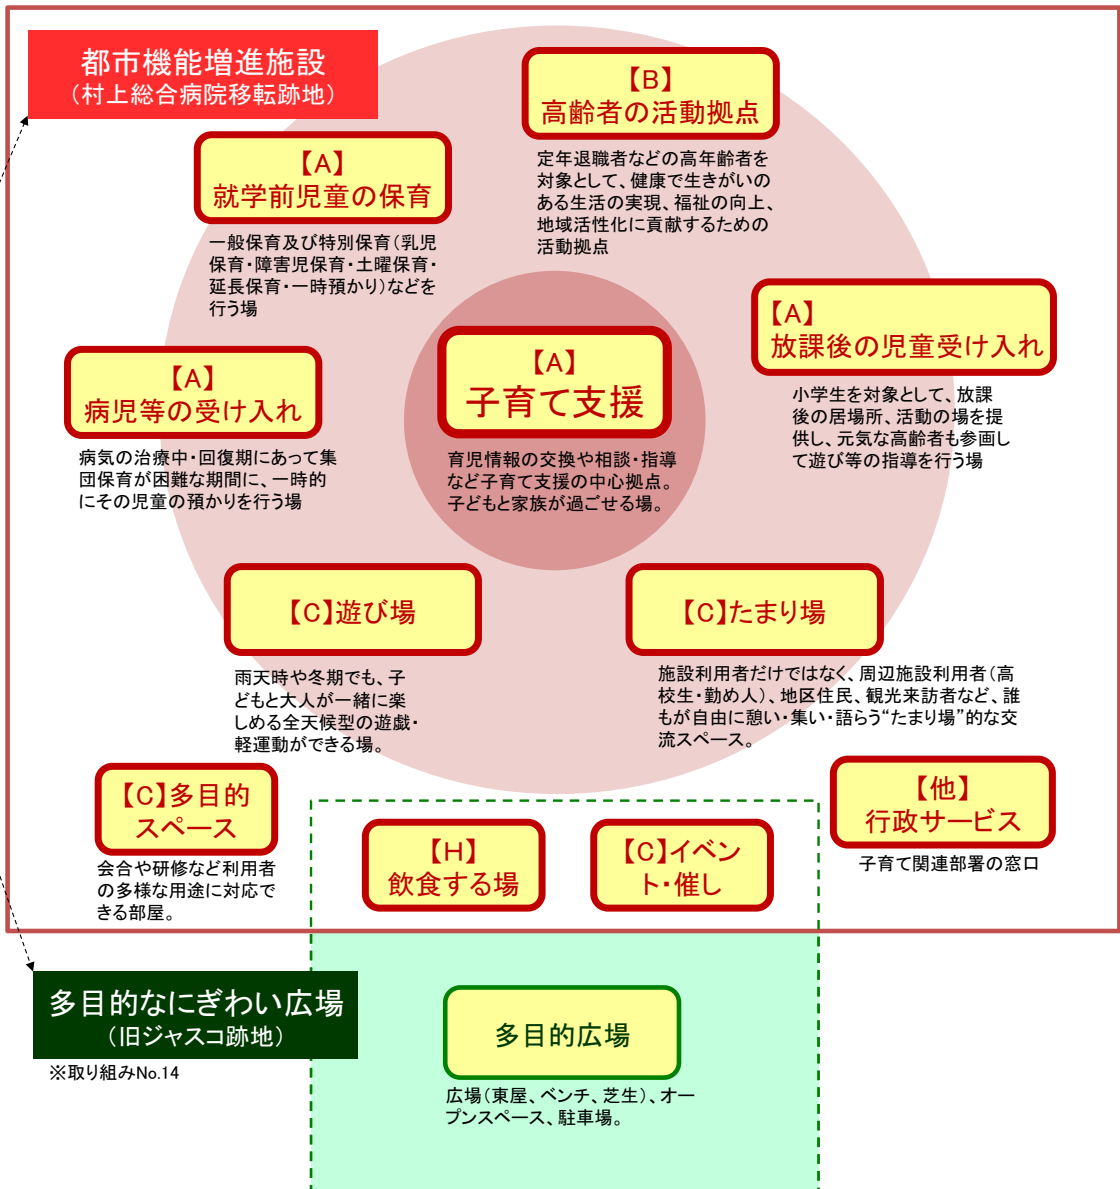 都市機能増進施設
（村上総合病院移転跡地）
【B】
高齢者の活動拠点
定年退職者などの高年齢者を
対象として、健康で生きがいの
ある生活の実現、福祉の向上、
地域活性化に貢献するための
活動拠点
【A】
就学前児童の保育
一般保育及び特別保育（乳児
保育・障害児保育・土曜保育・
延長保育・一時預かり）などを
行う場
【A】
放課後の児童受け入れ
小学生を対象として、放課
後の居場所、活動の場を提
供し、元気な高齢者も参画し
て遊び等の指導を行う場
【A】
病児等の受け入れ
病気の治療中・回復期にあって集
団保育が困難な期間に、一時的
にその児童の預かりを行う場
【A】
子育て支援
育児情報の交換や相談・指導
など子育て支援の中心拠点。
子どもと家族が過ごせる場。
【C】遊び場
雨天時や冬期でも、子
どもと大人が一緒に楽
しめる全天候型の遊戯・
軽運動ができる場。
【C】たまり場
施設利用者だけではなく、周辺施設利用者（高
校生・勤め人）、地区住民、観光来訪者など、誰
もが自由に憩い・集い・語らう“たまり場”的な交
流スペース。
【C】多目的
スペース
会合や研修など利用者
の多様な用途に対応で
きる部屋。
【H】
飲食する場
【C】イベン
ト・催し
【他】
行政サービス
子育て関連部署の窓口
多目的なにぎわい広場
（旧ジャスコ跡地）
※取り組みNo.14
多目的広場
広場（東屋、ベンチ、芝生）、オー
プンスペース、駐車場。